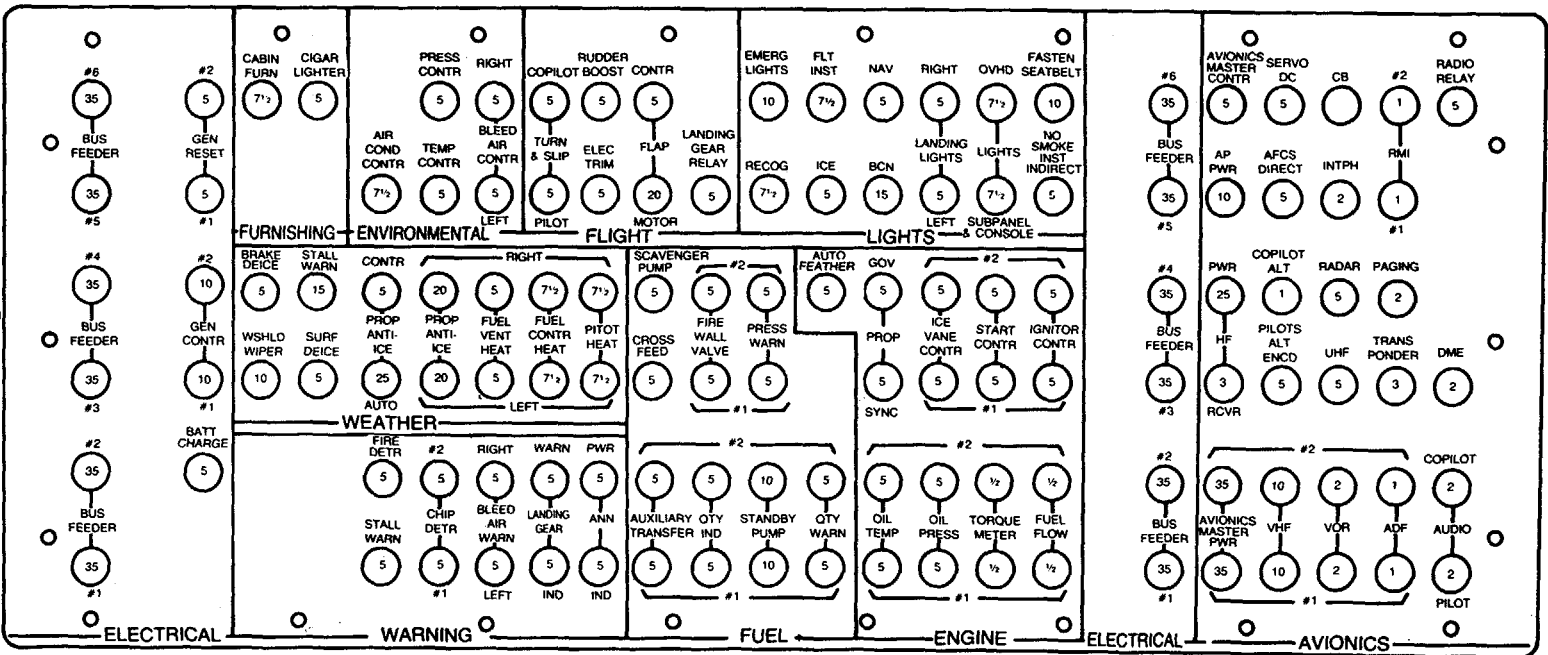 #6
35
BUS
FEEDER
35
#5
#2
5
GEN
RESET
5
#1
#4
35
BUS
FEEDER
35
#3
#2
10
GEN
CONTR
10
#1
#2
35
BUS
FEEDER
35
#1
BATT
CHARGE
5
ELECTRICAL
CABIN
FURN
7½
CIGAR
LIGHTER
5
FURNISHING
PRESS
CONTR
5
RIGHT
5
AIR
COND
CONTR
7½
TEMP
CONTR
5
BLEED
AIR
CONTR
5
LEFT
ENVIRONMENTAL
COPILOT
5
RUDDER
BOOST
5
CONTR
5
TURN
& SLIP
5
PILOT
ELEC
TRIM
5
FLAP
20
MOTOR
LANDING
GEAR
RELAY
5
FLIGHT
EMERG
LIGHTS
10
FLT
INST
7½
NAV
5
RIGHT
5
OVHD
7½
FASTEN
SEATBELT
10
RECOG
7½
ICE
5
BCN
15
LANDING
LIGHTS
5
LEFT
LIGHTS
7½
SUBPANEL
& CONSOLE
NO
SMOKE
INST
INDIRECT
5
LIGHTS
BRAKE
DEICE
5
STALL
WARN
15
CONTR
5
RIGHT
20
5
7½
7½
WSHLD
WIPER
10
SURF
DEICE
5
PROP
ANTI-
ICE
25
AUTO
PROP
ANTI-
ICE
20
FUEL
VENT
HEAT
5
FUEL
CONTR
HEAT
7½
PITOT
HEAT
7½
LEFT
WEATHER
FIRE
DETR
5
#2
5
RIGHT
5
WARN
5
PWR
5
STALL
WARN
5
CHIP
DETR
5
#1
BLEED
AIR
WARN
5
LEFT
LANDING
GEAR
5
IND
ANN
5
IND
WARNING
SCAVENGER
PUMP
5
#2
5
5
CROSS
FEED
5
FIRE
WALL
VALVE
5
PRESS
WARN
5
#1
#2
5
5
10
5
AUXILIARY
TRANSFER
QTY
IND
STANDBY
PUMP
QTY
WARN
5
5
10
5
#1
FUEL
AUTO
FEATHER
5
GOV
5
#2
5
5
5
PROP
5
SYNC
ICE
VANE
CONTR
5
START
CONTR
5
IGNITOR
CONTR
5
#1
#2
5
5
½
½
OIL
TEMP
OIL
PRESS
TORQUE
METER
FUEL
FLOW
5
5
½
½
#1
ENGINE
#6
35
BUS
FEEDER
35
#5
#4
35
BUS
FEEDER
35
#3
#2
35
BUS
FEEDER
35
#1
ELECTRICAL
AVIONICS
MASTER
CONTR
5
SERVO
DC
5
CB
#2
1
RADIO
RELAY
5
AP
PWR
10
AFCS
DIRECT
5
INTPH
2
RMI
1
#1
PWR
25
COPILOT
ALT
1
RADAR
5
PAGING
2
HF
3
RCVR
PILOTS
ALT
ENCD
5
UHF
5
TRANS
PONDER
3
DME
2
#2
35
10
2
1
COPILOT
2
AVIONICS
MASTER
PWR
VHF
VOR
ADF
AUDIO
35
10
2
1
2
#1
PILOT
AVIONICS